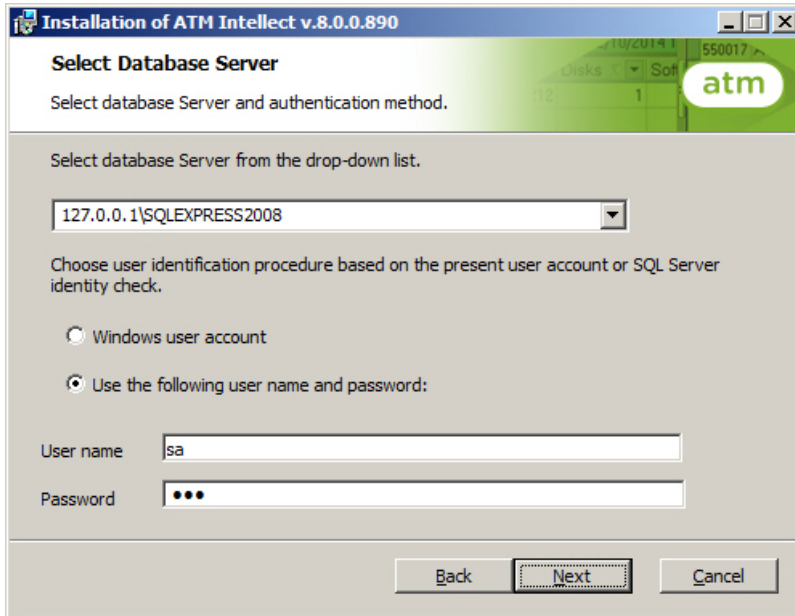 Installation of ATM Intellect v.8.0.0.890
Select Database Server
Select database Server and authentication method.
550017
Disks
1
atm
Select database Server from the drop-down list.
127.0.0.1\SQLEXPRESS2008
Choose user identification procedure based on the present user account or SQL Server
identity check.
Windows user account
Use the following user name and password:
User name
sa
Password
•••
Back
Next
Cancel